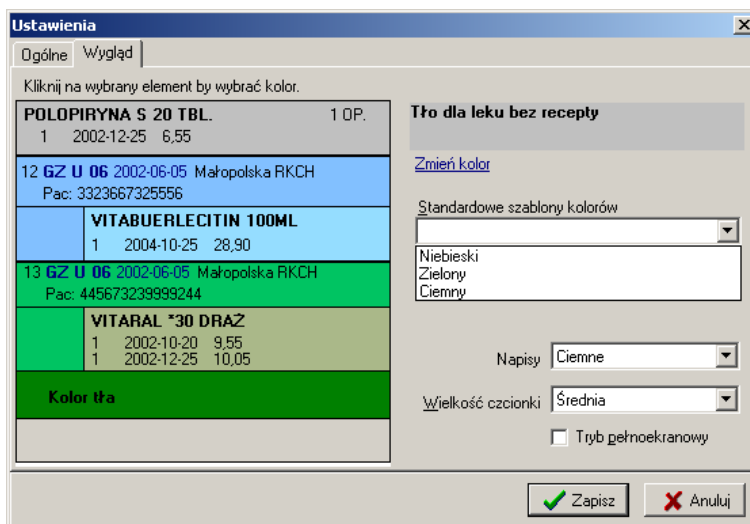 Ustawienia
Ogólne Wygląd
Kliknij na wybrany element by wybrać kolor.
POLOPIRYNA S 20 TBL. 1 OP.
1 2002-12-25 6,55
12 GZ U 06 2002-06-05 Małopolska RKCH
Pac: 3323667325556
VITABUERLECITIN 100ML
1 2004-10-25 28,90
13 GZ U 06 2002-06-05 Małopolska RKCH
Pac: 445673239999244
VITARAL *30 DRAŻ
1 2002-10-20 9,55
1 2002-12-25 10,05
Kolor tła
Tło dla leku bez recepty
Zmień kolor
Standardowe szablony kolorów
Niebieski
Zielony
Ciemny
Napisy Ciemne
Wielkość czcionki Średnia
Tryb pełnoekranowy
Zapisz Anuluj